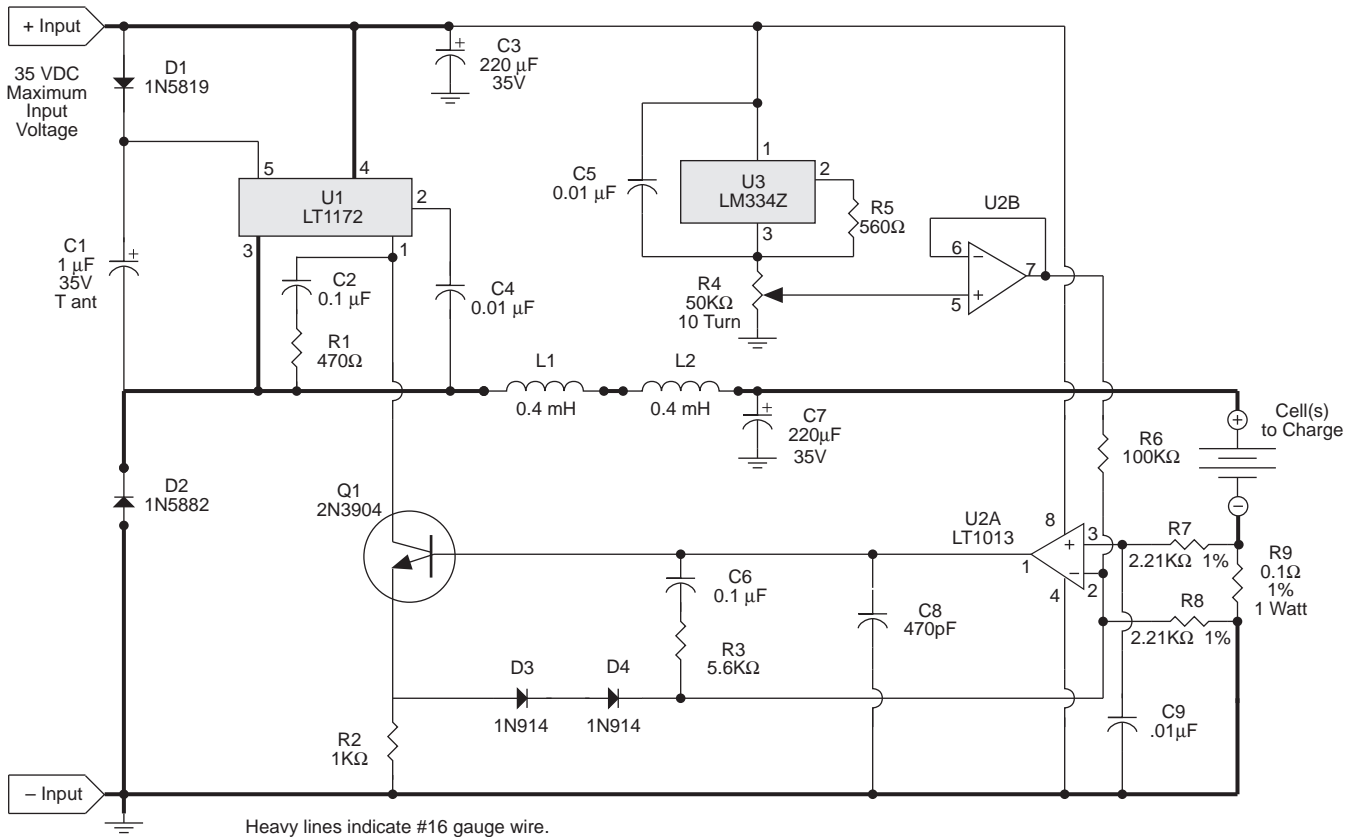 + Input
35 VDC
Maximum
Input
Voltage
D1
1N5819
C3
220 µF
35V
+
5
4
U1
LT1172
2
3
1
C1
1 µF
35V
T ant
+
C2
0.1 µF
R1
470Ω
C4
0.01 µF
C5
0.01 µF
1
U3
LM334Z
2
3
R5
560Ω
R4
50KΩ
10 Turn
U2B
6
−
7
5
+
L1
0.4 mH
L2
0.4 mH
C7
220µF
35V
+
Cell(s)
to Charge
+
−
R6
100KΩ
D2
1N5882
Q1
2N3904
U2A
LT1013
8
+
3
1
−
2
4
R7
2.21KΩ 1%
R8
2.21KΩ 1%
R9
0.1Ω
1%
1 Watt
C6
0.1 µF
R3
5.6KΩ
C8
470pF
D3
1N914
D4
1N914
C9
.01µF
R2
1KΩ
− Input
Heavy lines indicate #16 gauge wire.